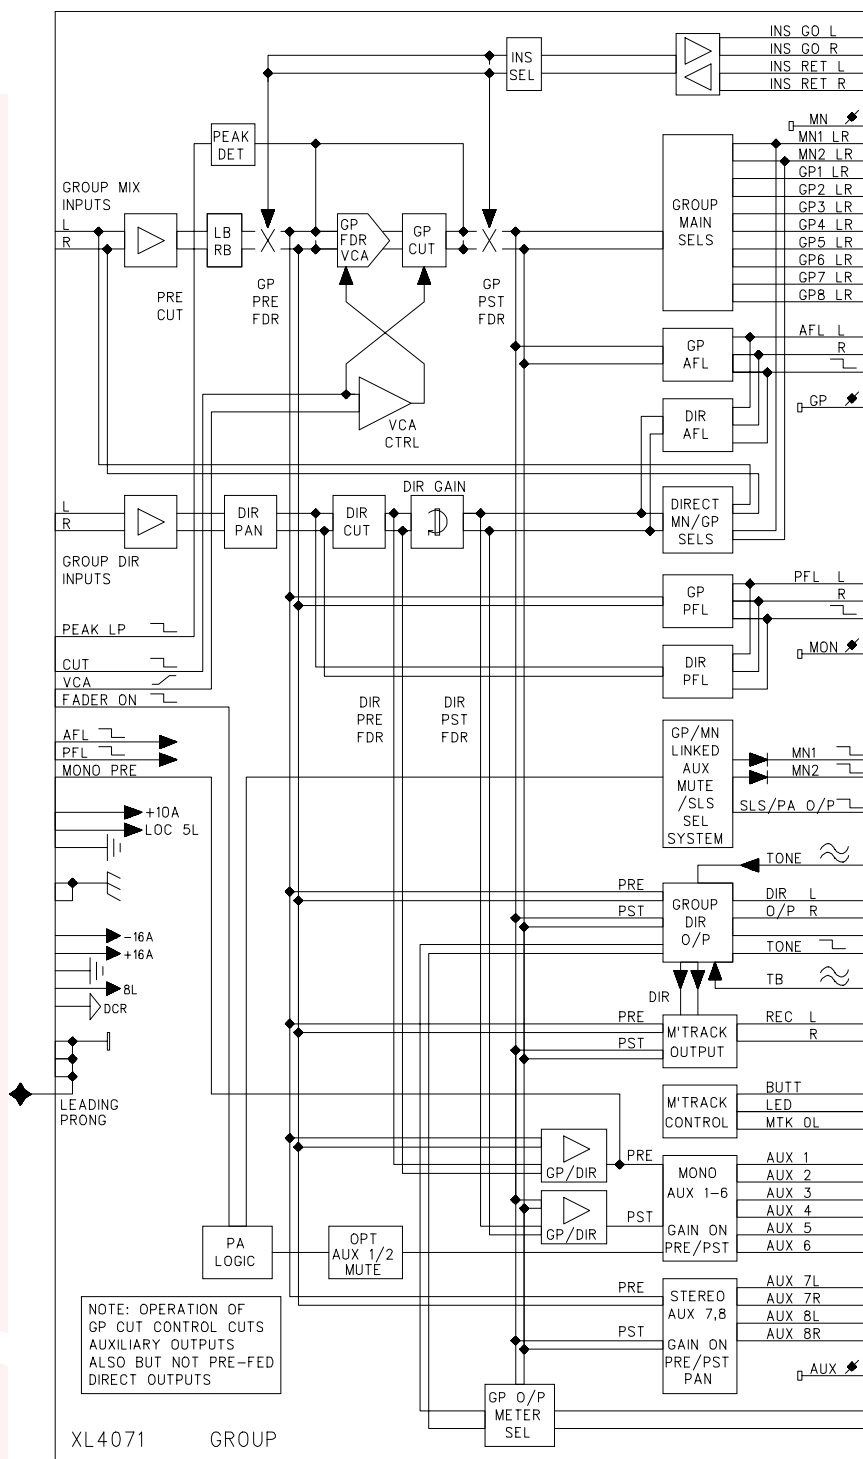 INS GO L
INS GO R
INS RET L
INS RET R
INS
SEL
MN
MN1 LR
MN2 LR
GP1 LR
GP2 LR
GP3 LR
GP4 LR
GP5 LR
GP6 LR
GP7 LR
GP8 LR
PEAK
DET
GROUP MIX
INPUTS
L
R
LB
RB
GP
FDR
VCA
GP
CUT
GROUP
MAIN
SELS
PRE
CUT
GP
PRE
FDR
GP
PST
FDR
GP
AFL
AFL L
R
DIR
AFL
GP
VCA
CTRL
DIR GAIN
L
R
DIR
PAN
DIR
CUT
DIRECT
MN/GP
SELS
GROUP DIR
INPUTS
GP
PFL
PFL L
R
PEAK LP
CUT
VCA
FADER ON
DIR
PFL
MON
DIR
PRE
FDR
DIR
PST
FDR
AFL
PFL
MONO PRE
GP/MN
LINKED
AUX
MUTE
/SLS
SEL
SYSTEM
MN1
MN2
SLS/PA O/P
+10A
LOC 5L
TONE
PRE
PST
GROUP
DIR
O/P
DIR L
O/P R
TONE
-16A
+16A
8L
DCR
TB
DIR
PRE
PST
M'TRACK
OUTPUT
REC L
R
LEADING
PRONG
M'TRACK
CONTROL
BUTT
LED
MTK OL
GP/DIR
PRE
GP/DIR
PST
MONO
AUX 1-6
GAIN ON
PRE/PST
AUX 1
AUX 2
AUX 3
AUX 4
AUX 5
AUX 6
PA
LOGIC
OPT
AUX 1/2
MUTE
PRE
PST
STEREO
AUX 7,8
GAIN ON
PRE/PST
PAN
AUX 7L
AUX 7R
AUX 8L
AUX 8R
AUX
NOTE: OPERATION OF
GP CUT CONTROL CUTS
AUXILIARY OUTPUTS
ALSO BUT NOT PRE-FED
DIRECT OUTPUTS
GP O/P
METER
SEL
XL4071 GROUP